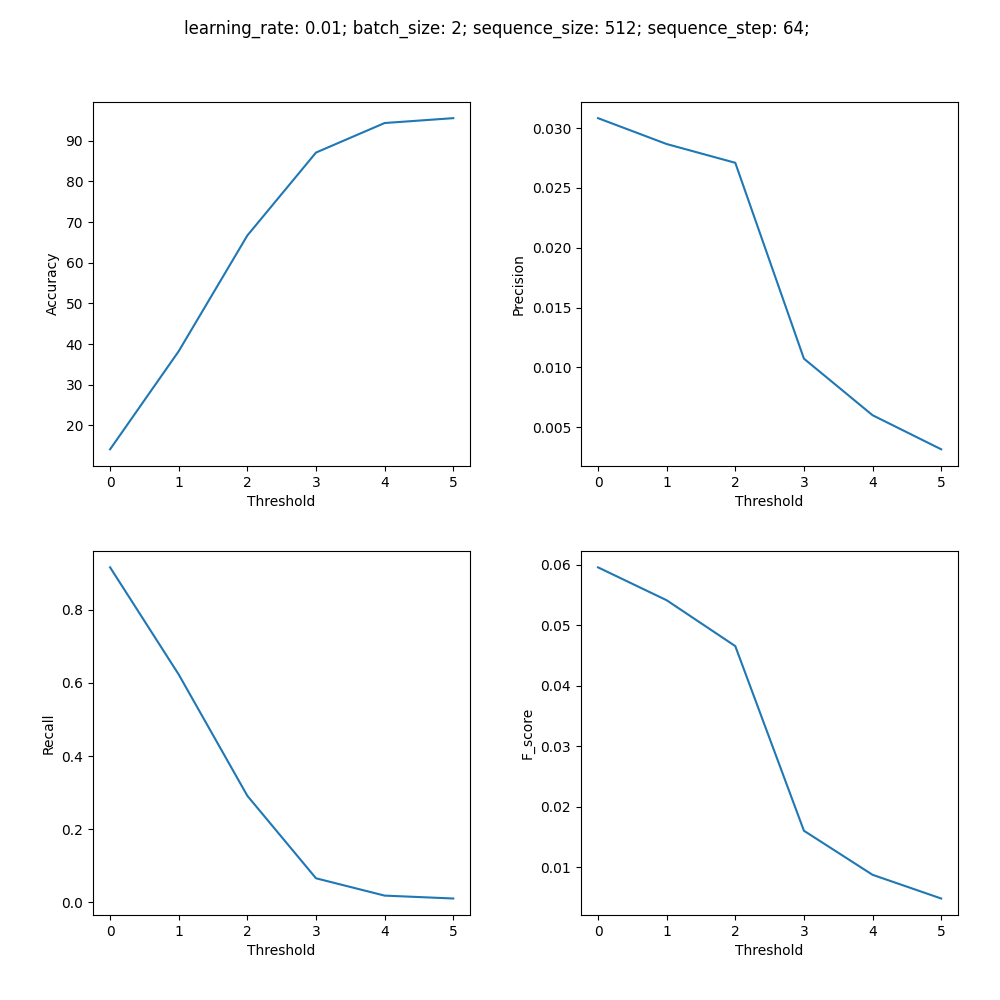 learning_rate: 0.01; batch_size: 2; sequence_size: 512; sequence_step: 64;
90
80
70
60
50
40
30
20
Accuracy
0 1 2 3 4 5
Threshold
0.030
0.025
0.020
0.015
0.010
0.005
Precision
0 1 2 3 4 5
Threshold
0.8
0.6
0.4
0.2
0.0
Recall
0 1 2 3 4 5
Threshold
0.06
0.05
0.04
0.03
0.02
0.01
F_score
0 1 2 3 4 5
Threshold